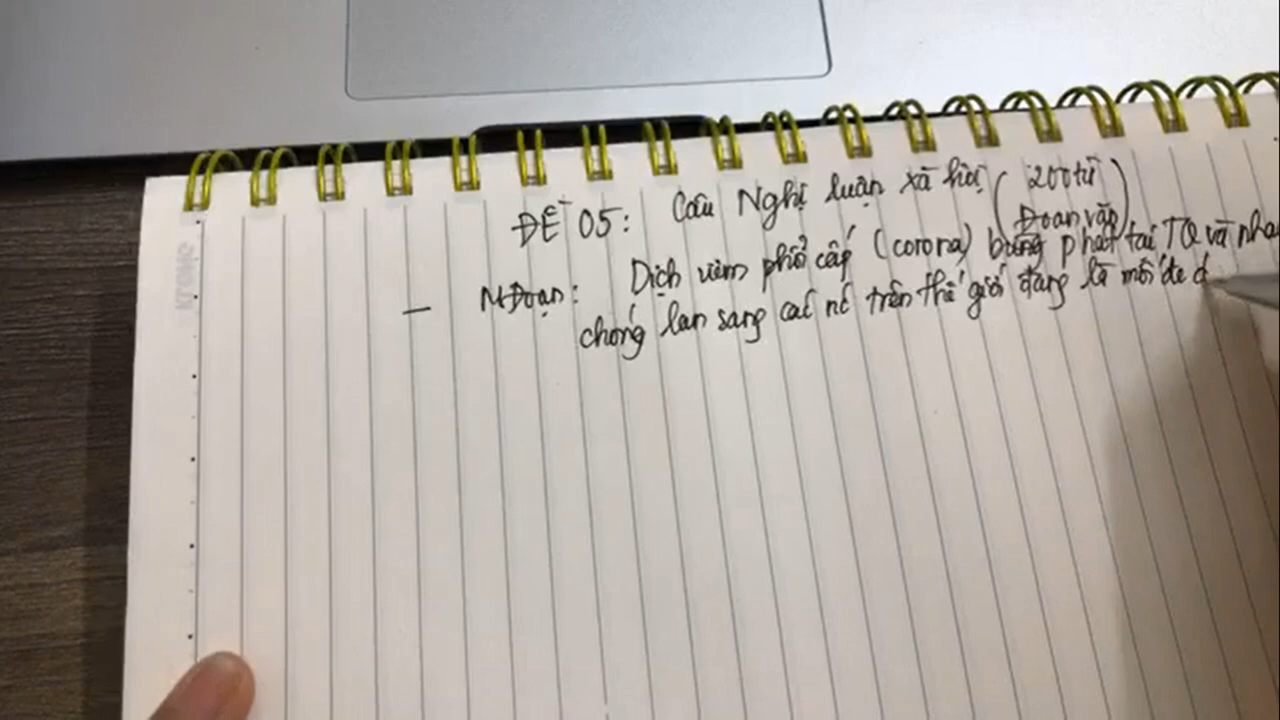 ĐỀ 05: Câu Nghị luận xã hội ( 200 từ
Đoạn văn)
— MĐoạn: Dịch viêm phổi cấp (corona) bùng phát tại TQ và nha
chóng lan sang các nc trên thế giới đang là mối đe d